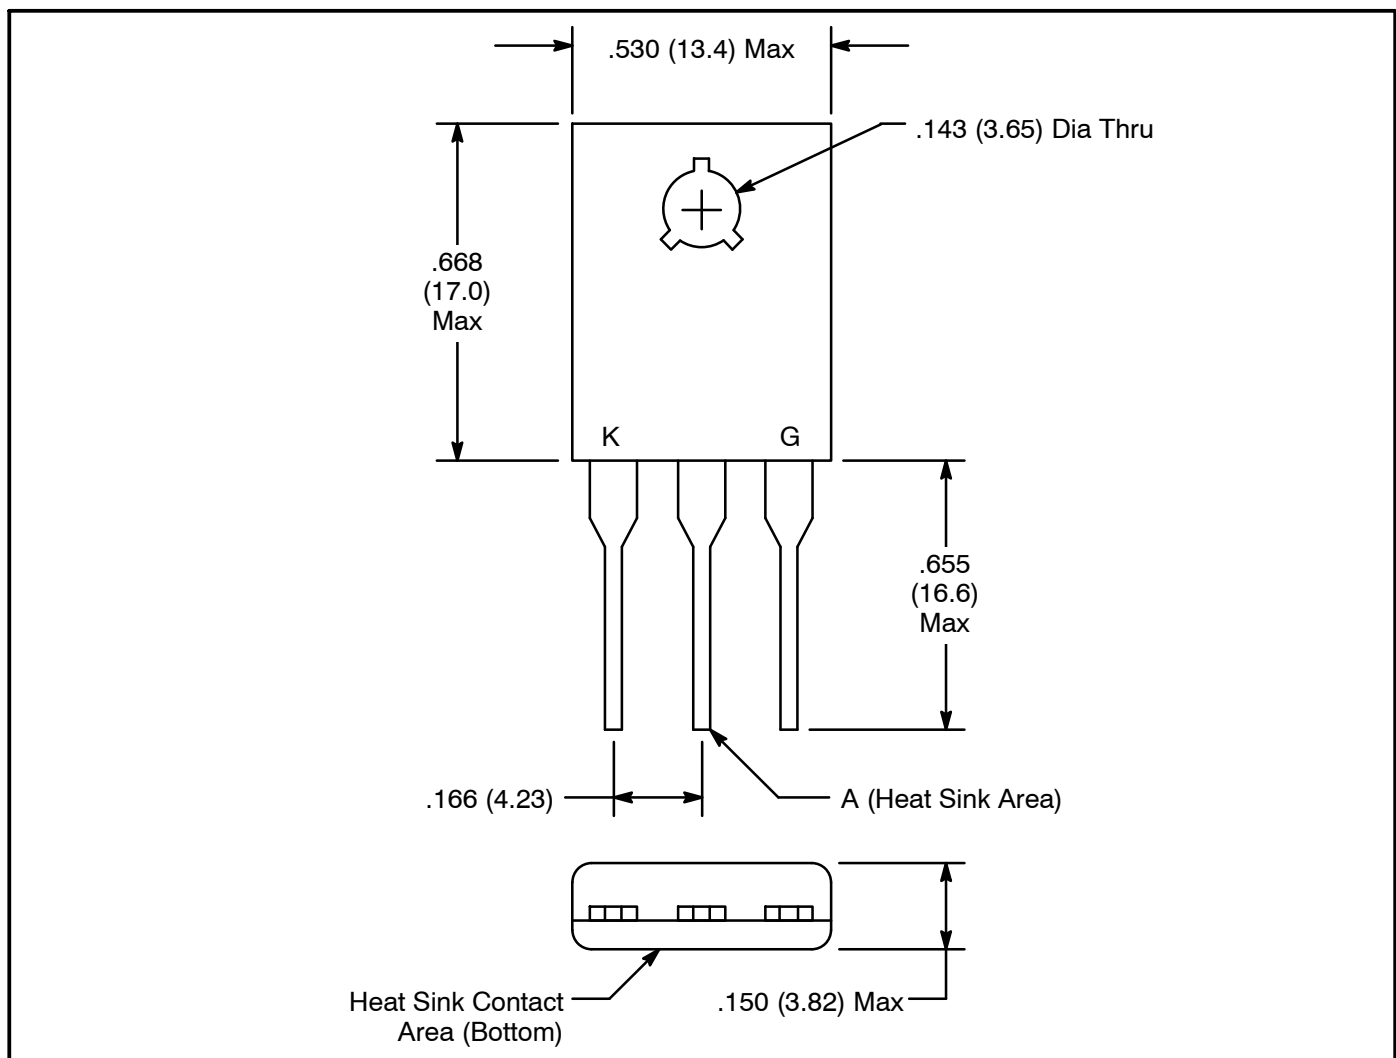 .530 (13.4) Max
.143 (3.65) Dia Thru
.668
(17.0)
Max
K
G
.655
(16.6)
Max
.166 (4.23)
A (Heat Sink Area)
Heat Sink Contact
Area (Bottom)
.150 (3.82) Max